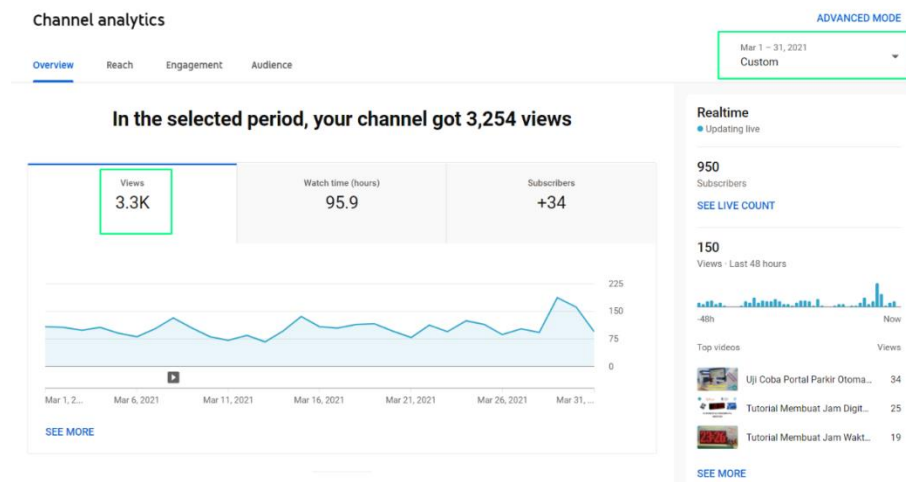 Channel analytics
ADVANCED MODE
Mar 1 – 31, 2021
Custom
Overview Reach Engagement Audience
In the selected period, your channel got 3,254 views
Views
3.3K
Watch time (hours)
95.9
Subscribers
+34
225
150
75
0
Mar 1, 2... Mar 6, 2021 Mar 11, 2021 Mar 16, 2021 Mar 21, 2021 Mar 26, 2021 Mar 31, ...
SEE MORE
Realtime
Updating live
950
Subscribers
SEE LIVE COUNT
150
Views · Last 48 hours
-48h Now
Top videos Views
Uji Coba Portal Parkir Otoma... 34
Tutorial Membuat Jam Digit... 25
23:26
Tutorial Membuat Jam Wakt... 19
SEE MORE